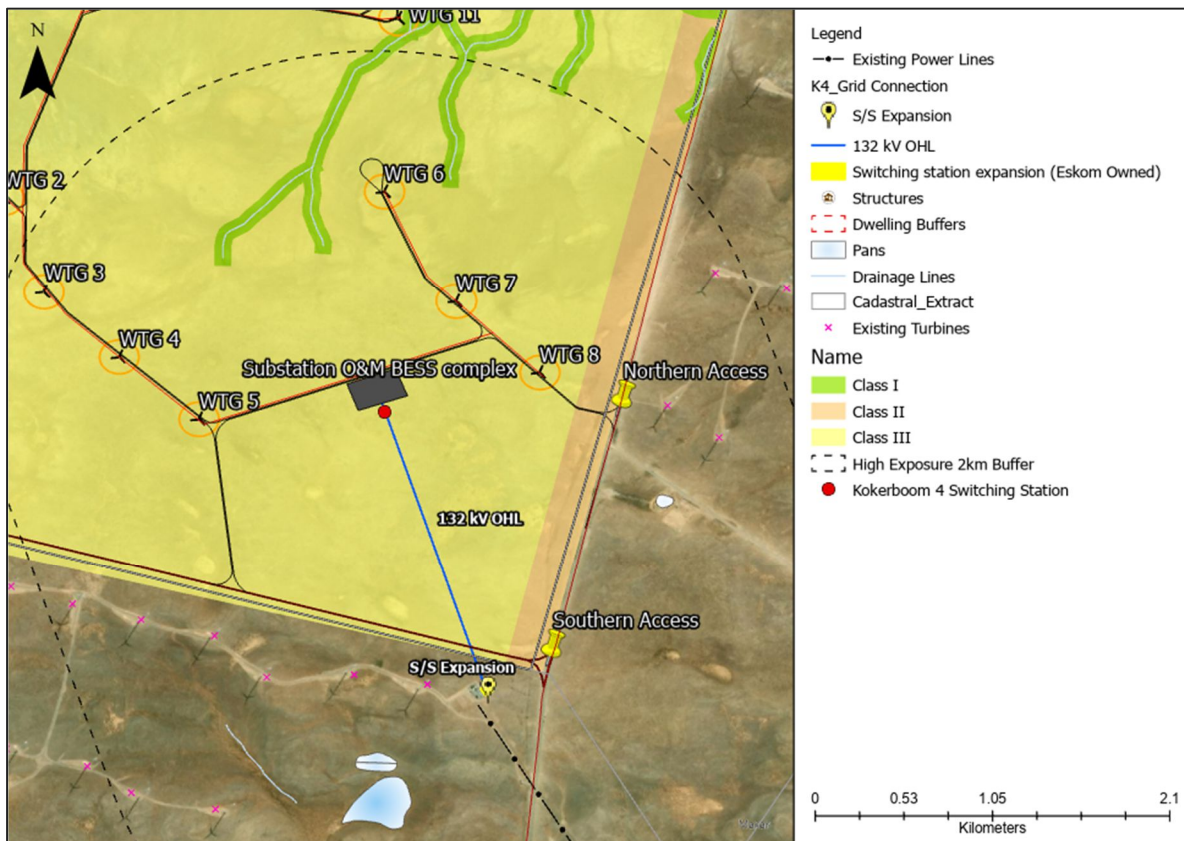 N
WTG 11
WTG 2
WTG 6
WTG 3
WTG 7
WTG 4
WTG 8
Substation O&M BESS complex
Northern Access
WTG 5
132 kV OHL
Southern Access
S/S Expansion
Legend
Existing Power Lines
K4_Grid Connection
S/S Expansion
132 kV OHL
Switching station expansion (Eskom Owned)
Structures
Dwelling Buffers
Pans
Drainage Lines
Cadastral_Extract
Existing Turbines
Name
Class I
Class II
Class III
High Exposure 2km Buffer
Kokerboom 4 Switching Station
0 0.53 1.05 2.1
Kilometers